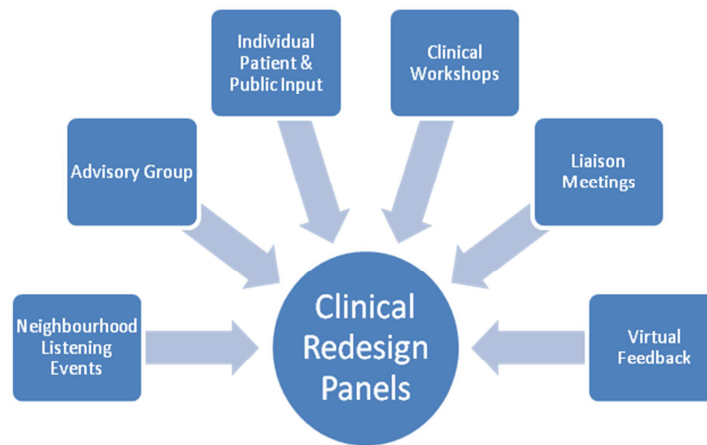 Individual
Patient &
Public Input
Clinical
Workshops
Advisory Group
Liaison
Meetings
Neighbourhood
Listening
Events
Clinical
Redesign
Panels
Virtual
Feedback